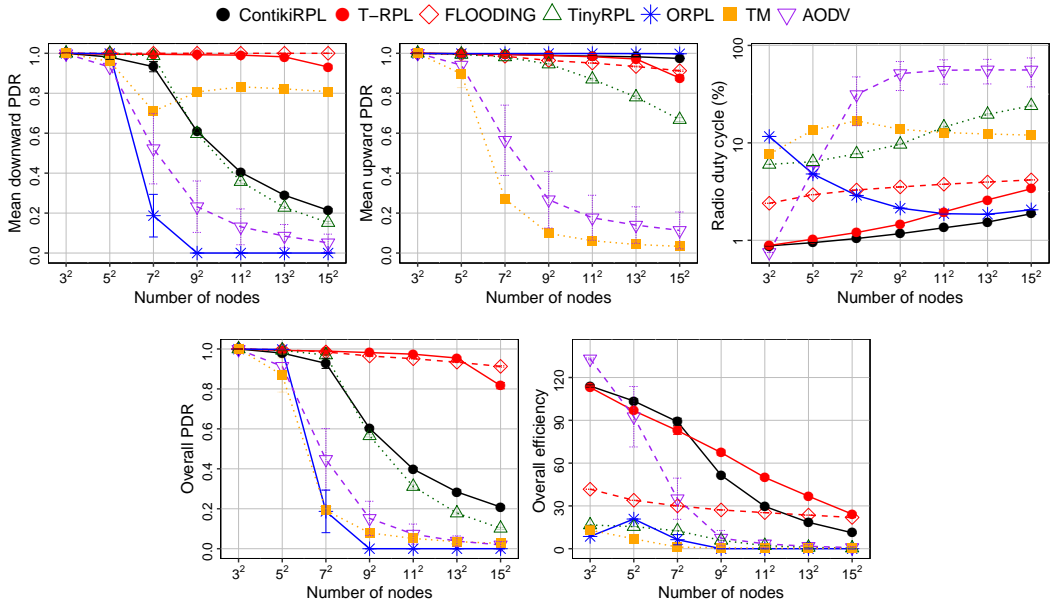 ContikiRPL T−RPL FLOODING TinyRPL ORPL TM AODV
Mean downward PDR
1.0
0.8
0.6
0.4
0.2
0.0
3² 5² 7² 9² 11² 13² 15²
Number of nodes
Mean upward PDR
1.0
0.8
0.6
0.4
0.2
0.0
3² 5² 7² 9² 11² 13² 15²
Number of nodes
Radio duty cycle (%)
100
10
1
3² 5² 7² 9² 11² 13² 15²
Number of nodes
Overall PDR
1.0
0.8
0.6
0.4
0.2
0.0
3² 5² 7² 9² 11² 13² 15²
Number of nodes
Overall efficiency
120
90
60
30
0
3² 5² 7² 9² 11² 13² 15²
Number of nodes